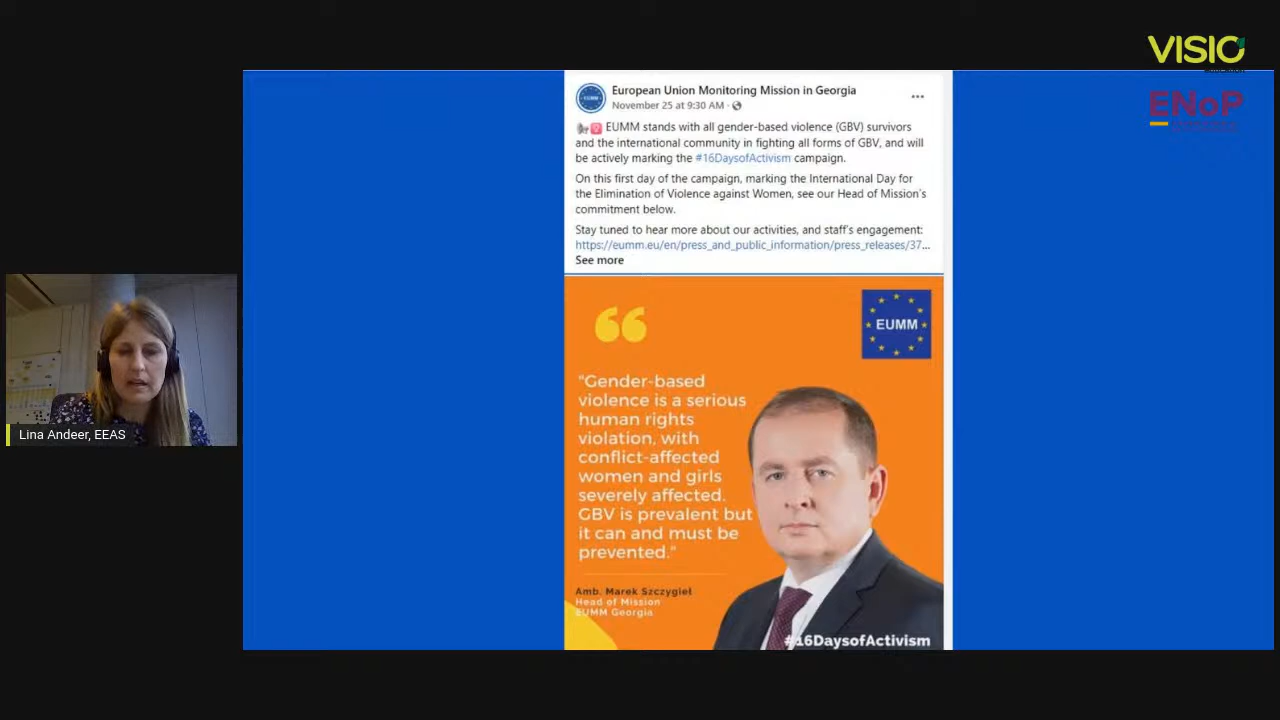 VISIO
ENoP
European Union Monitoring Mission in Georgia
November 25 at 9:30 AM ·
EUMM stands with all gender-based violence (GBV) survivors
and the international community in fighting all forms of GBV, and will
be actively marking the #16DaysofActivism campaign.
On this first day of the campaign, marking the International Day for
the Elimination of Violence against Women, see our Head of Mission's
commitment below.
Stay tuned to hear more about our activities, and staff's engagement:
https://eumm.eu/en/press_and_public_information/press_releases/37...
See more
EUMM
"Gender-based
violence is a serious
human rights
violation, with
conflict-affected
women and girls
severely affected.
GBV is prevalent but
it can and must be
prevented."
Amb. Marek Szczygieł
Head of Mission
EUMM Georgia
#16DaysofActivism
Lina Andeer, EEAS